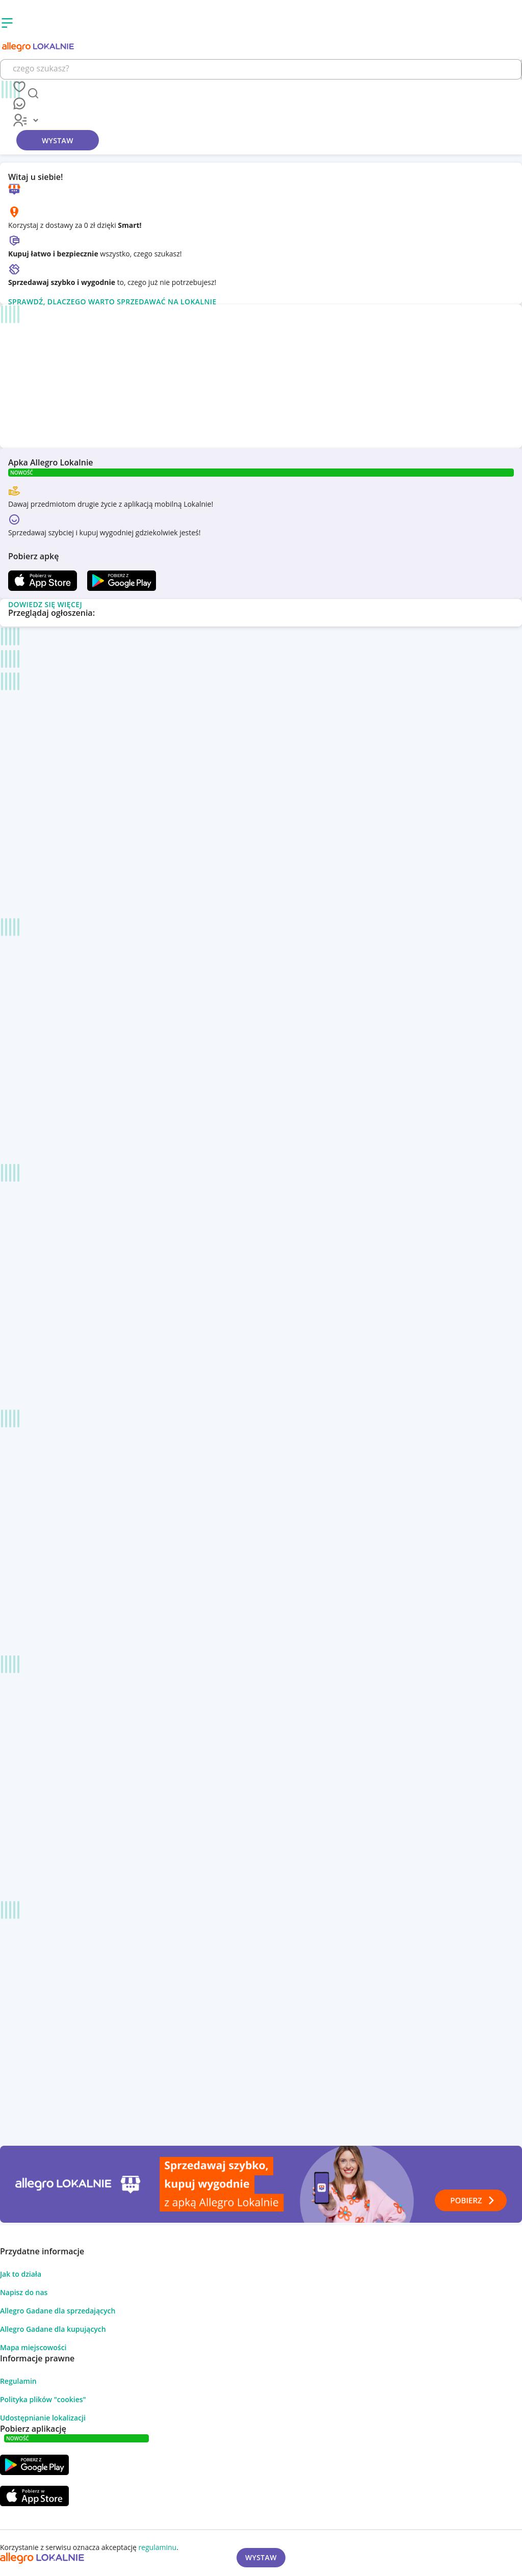 allegro LOKALNIE
czego szukasz?
WYSTAW
Witaj u siebie!
Korzystaj z dostawy za 0 zł dzięki Smart!
Kupuj łatwo i bezpiecznie wszystko, czego szukasz!
Sprzedawaj szybko i wygodnie to, czego już nie potrzebujesz!
SPRAWDŹ, DLACZEGO WARTO SPRZEDAWAĆ NA LOKALNIE
Apka Allegro Lokalnie
NOWOŚĆ
Dawaj przedmiotom drugie życie z aplikacją mobilną Lokalnie!
Sprzedawaj szybciej i kupuj wygodniej gdziekolwiek jesteś!
Pobierz apkę
Pobierz w
App Store
POBIERZ Z
Google Play
DOWIEDZ SIĘ WIĘCEJ
Przeglądaj ogłoszenia:
allegro LOKALNIE
Sprzedawaj szybko,
kupuj wygodnie
z apką Allegro Lokalnie
POBIERZ
Przydatne informacje
Jak to działa
Napisz do nas
Allegro Gadane dla sprzedających
Allegro Gadane dla kupujących
Mapa miejscowości
Informacje prawne
Regulamin
Polityka plików "cookies"
Udostępnianie lokalizacji
Pobierz aplikację
NOWOŚĆ
POBIERZ Z
Google Play
Pobierz w
App Store
Korzystanie z serwisu oznacza akceptację regulaminu.
allegro LOKALNIE
WYSTAW